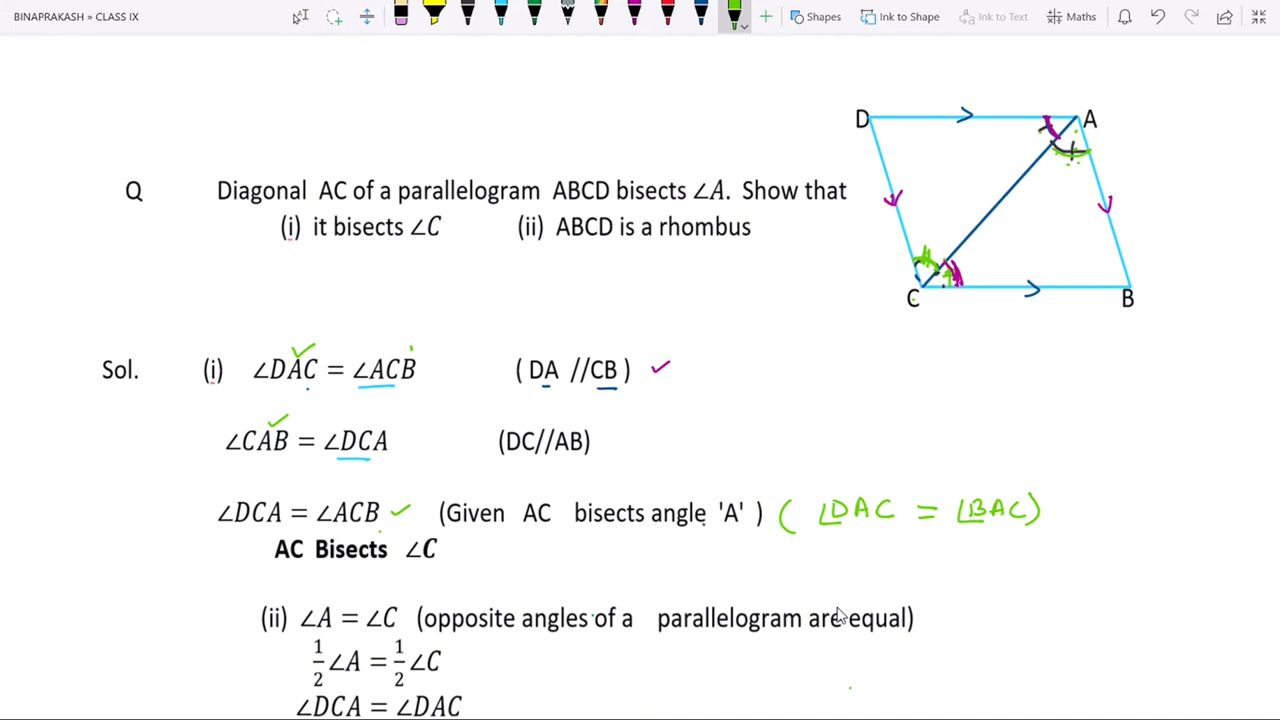 BINAPRAKASH » CLASS IX
Shapes
Ink to Shape
Ink to Text
Maths
D
A
Q Diagonal AC of a parallelogram ABCD bisects ∠A. Show that
(i) it bisects ∠C (ii) ABCD is a rhombus
C
B
Sol. (i) ∠DAC = ∠ACB ( DA //CB ) ✓
∠CAB = ∠DCA (DC//AB)
∠DCA = ∠ACB ✓ (Given AC bisects angle 'A' ) ( ∠DAC = ∠BAC)
AC Bisects ∠C
(ii) ∠A = ∠C (opposite angles of a parallelogram are equal)
1/2 ∠A = 1/2 ∠C
∠DCA = ∠DAC